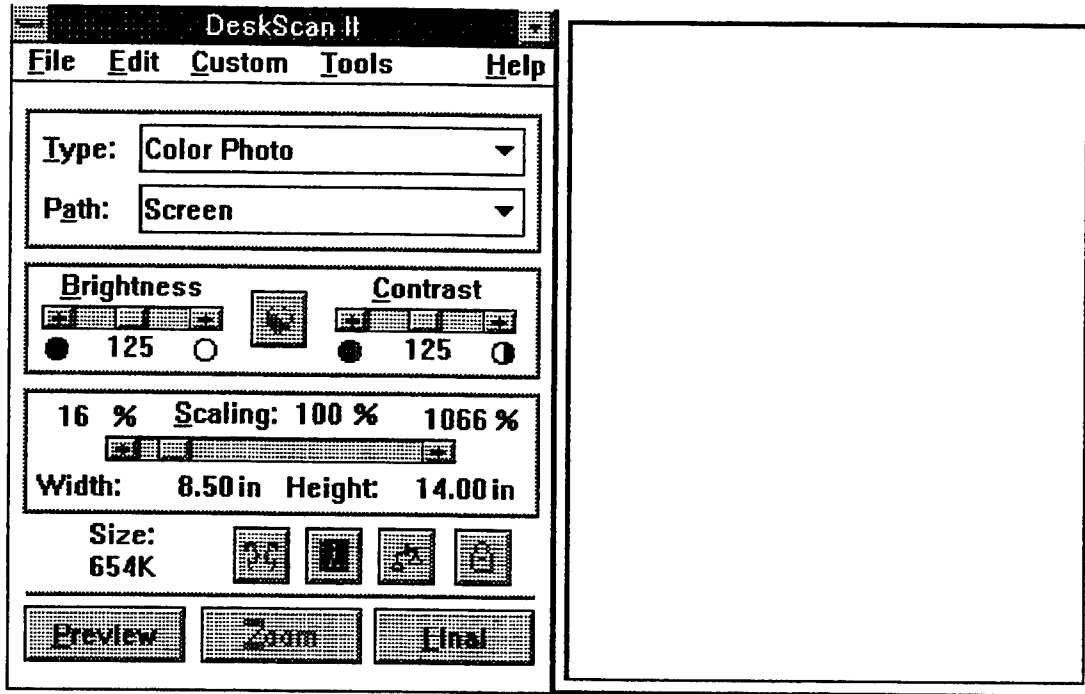 DeskScan II
File Edit Custom Tools Help
Type: Color Photo
Path: Screen
Brightness Contrast
125 125
16 % Scaling: 100 % 1066 %
Width: 8.50 in Height: 14.00 in
Size:
654K
Preview Zoom Final